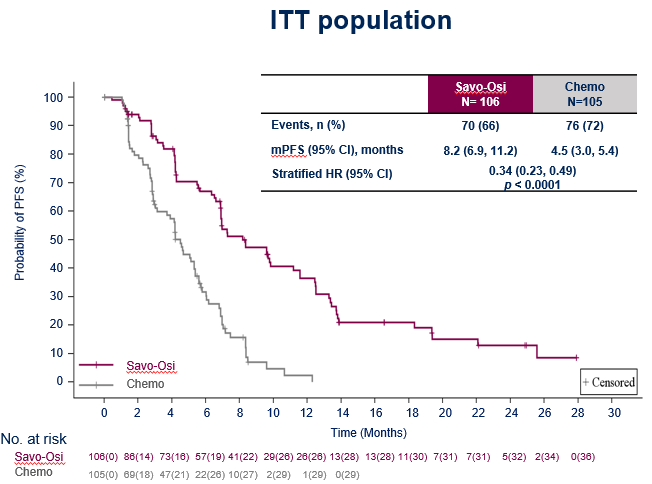 ITT population
Savo-Osi
N= 106
Chemo
N=105
Events, n (%)
70 (66)
76 (72)
mPFS (95% CI), months
8.2 (6.9, 11.2)
4.5 (3.0, 5.4)
Stratified HR (95% CI)
0.34 (0.23, 0.49)
p < 0.0001
Probability of PFS (%)
100
90
80
70
60
50
40
30
20
10
0
Savo-Osi
Chemo
+ Censored
0 2 4 6 8 10 12 14 16 18 20 22 24 26 28 30
Time (Months)
No. at risk
Savo-Osi 106(0) 86(14) 73(16) 57(19) 41(22) 29(26) 26(26) 13(28) 13(28) 11(30) 7(31) 7(31) 5(32) 2(34) 0(36)
Chemo 105(0) 69(18) 47(21) 22(26) 10(27) 2(29) 1(29) 0(29)